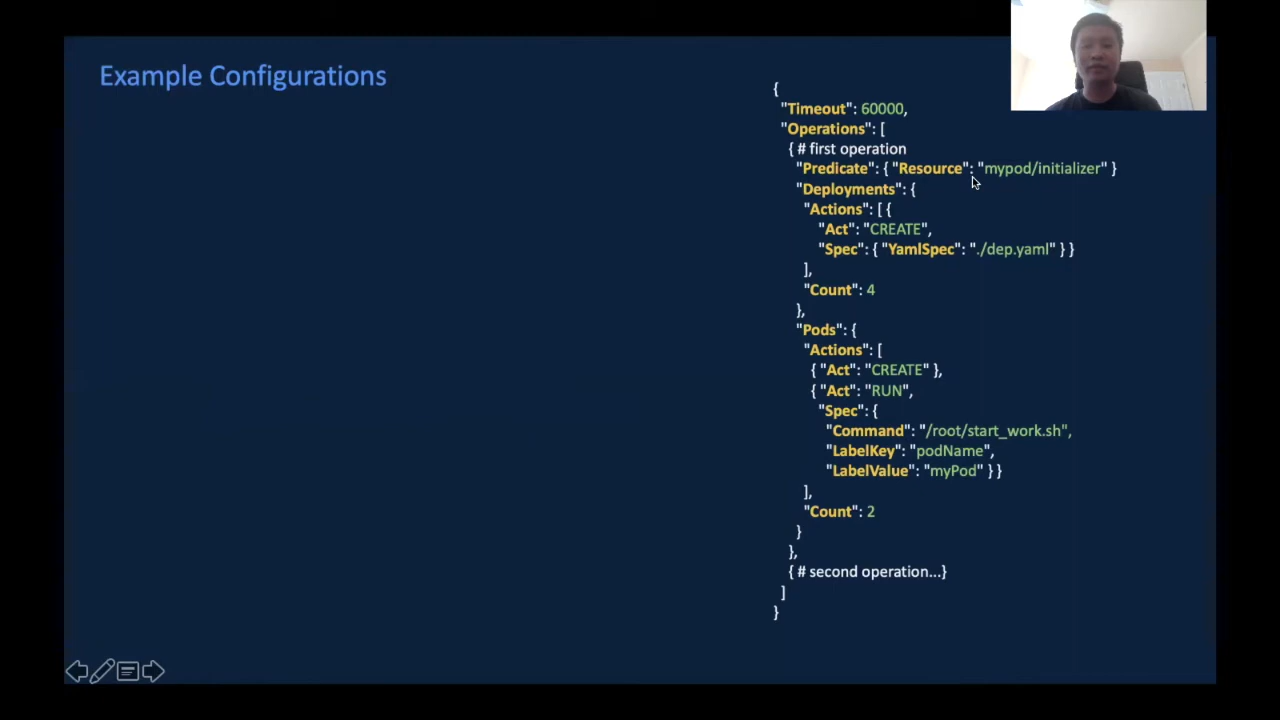 Example Configurations
{
"Timeout": 60000,
"Operations": [
{ # first operation
"Predicate": { "Resource": "mypod/initializer" }
"Deployments": {
"Actions": [ {
"Act": "CREATE",
"Spec": { "YamlSpec": "./dep.yaml" } }
],
"Count": 4
},
"Pods": {
"Actions": [
{ "Act": "CREATE" },
{ "Act": "RUN",
"Spec": {
"Command": "/root/start_work.sh",
"LabelKey": "podName",
"LabelValue": "myPod" } }
],
"Count": 2
}
},
{ # second operation...}
]
}